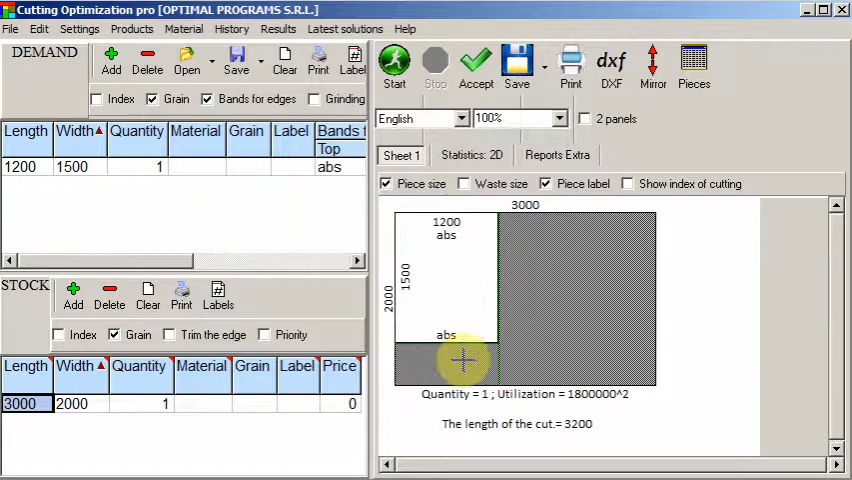 Cutting Optimization pro [OPTIMAL PROGRAMS S.R.L.]
File Edit Settings Products Material History Results Latest solutions Help
DEMAND
Add Delete Open Save Clear Print Label
Index Grain Bands for edges Grinding
Length Width Quantity Material Grain Label Bands f
Top
1200 1500 1 abs
STOCK
Add Delete Clear Print Labels
Index Grain Trim the edge Priority
Length Width Quantity Material Grain Label Price
3000 2000 1 0
Start Stop Accept Save Print dxf DXF Mirror Pieces
English 100% 2 panels
Sheet 1 Statistics: 2D Reports Extra
Piece size Waste size Piece label Show index of cutting
3000
1200
abs
1500
2000
abs
Quantity = 1 ; Utilization = 1800000^2
The length of the cut.= 3200